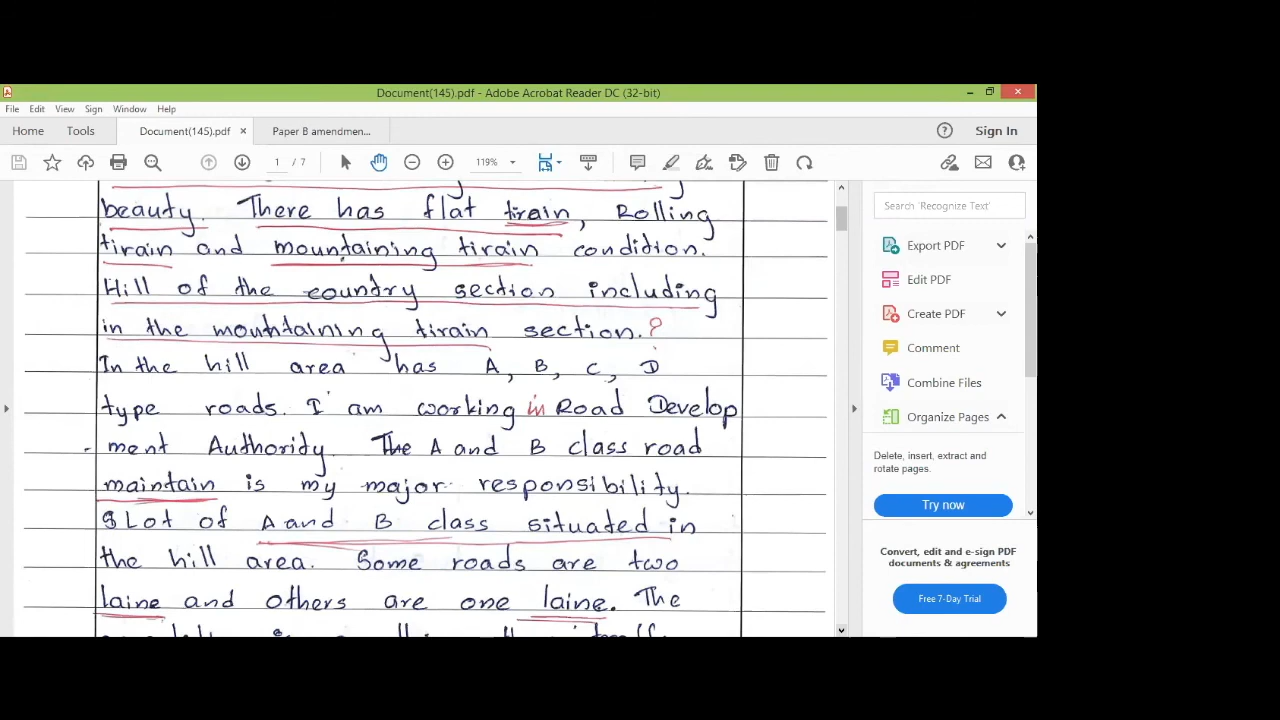 Document(145).pdf - Adobe Acrobat Reader DC (32-bit)
File Edit View Sign Window Help
Home Tools Document(145).pdf × Paper B amendmen... Sign In
1 / 7 119%
beauty. There has flat tirain, Rolling
tirain and mountaining tirain condition.
Hill of the country section including
in the mountaining tirain section. ?
In the hill area has A, B, C, D
type roads. I am working in Road Develop
- ment Authority. The A and B class road
maintain is my major responsibility.
Lot of A and B class situated in
the hill area. Some roads are two
laine and others are one laine. The
Search 'Recognize Text'
Export PDF
Edit PDF
Create PDF
Comment
Combine Files
Organize Pages
Delete, insert, extract and
rotate pages.
Try now
Convert, edit and e-sign PDF
documents & agreements
Free 7-Day Trial